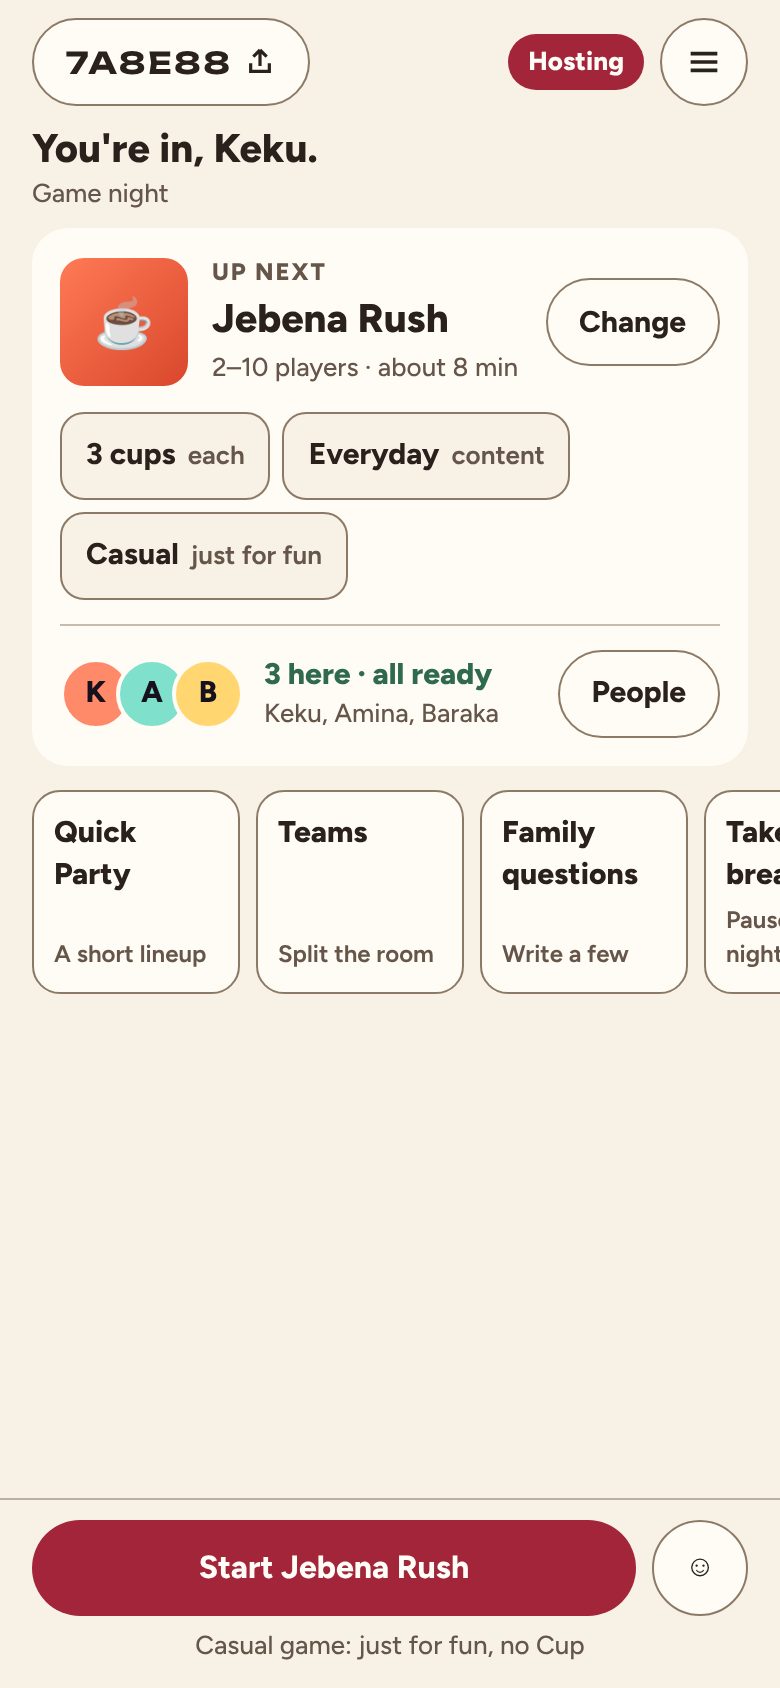 7A8E88
Hosting
You're in, Keku.
Game night
UP NEXT
Jebena Rush
2–10 players · about 8 min
Change
3 cups each
Everyday content
Casual just for fun
K A B
3 here · all ready
Keku, Amina, Baraka
People
Quick
Party
A short lineup
Teams
Split the room
Family
questions
Write a few
Start Jebena Rush
Casual game: just for fun, no Cup